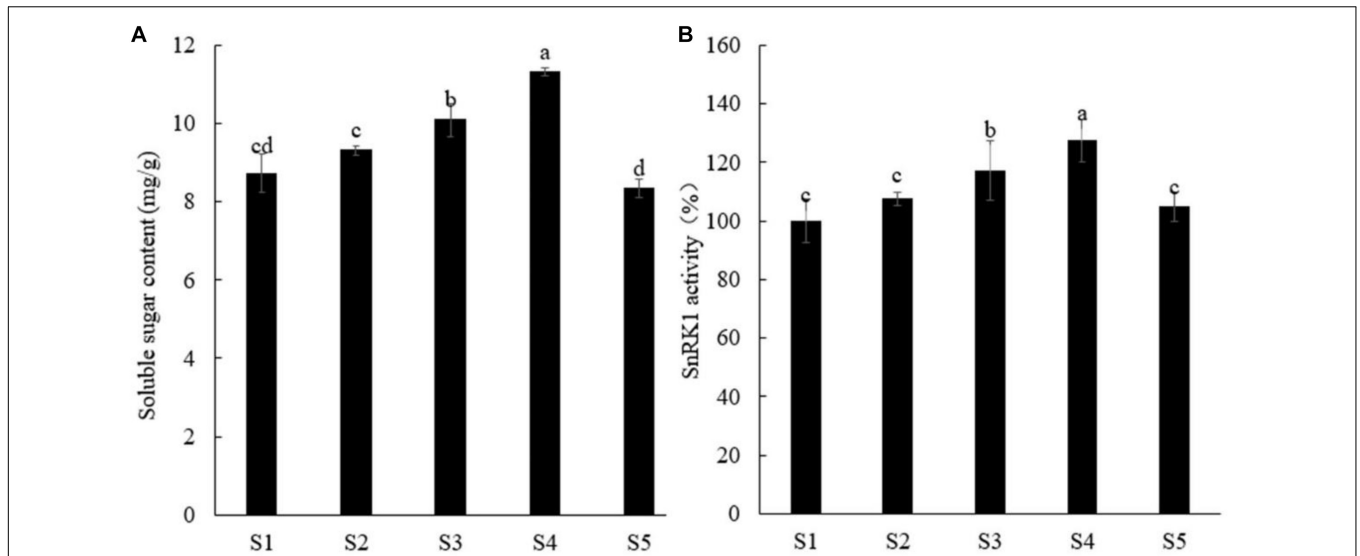 A
Soluble sugar content (mg/g)
12
10
8
6
4
2
0
cd
c
b
a
d
S1 S2 S3 S4 S5
B
SnRK1 activity (%)
160
140
120
100
80
60
40
20
0
c
c
b
a
c
S1 S2 S3 S4 S5